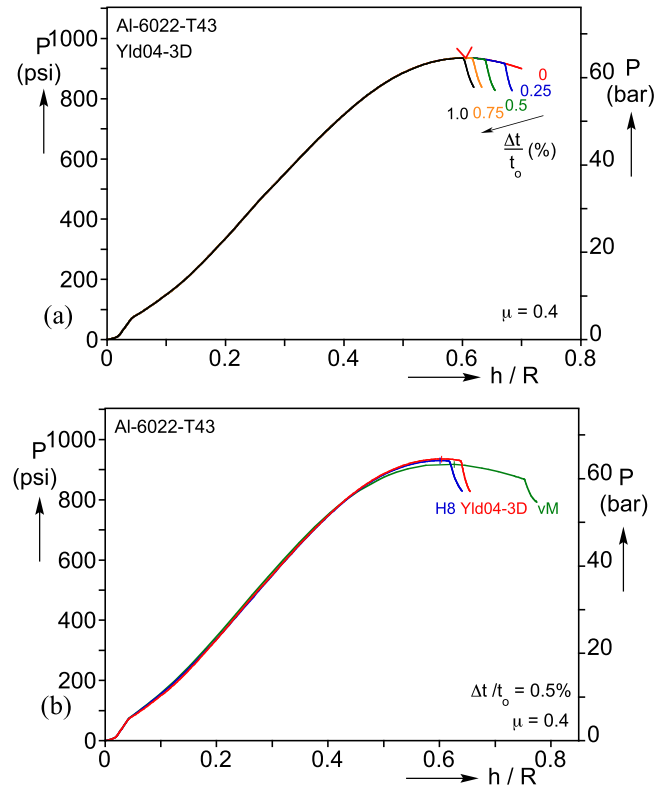 Al-6022-T43
Yld04-3D
P
(psi)
1000
800
600
400
200
0
0
0.25
0.5
1.0 0.75
Δt
t₀ (%)
P
(bar)
60
40
20
0
(a)
μ = 0.4
0 0.2 0.4 0.6 0.8
h / R
Al-6022-T43
P
(psi)
1000
800
600
400
200
0
H8 Yld04-3D vM
P
(bar)
60
40
20
0
Δt /t₀ = 0.5%
μ = 0.4
(b)
0 0.2 0.4 0.6 0.8
h / R